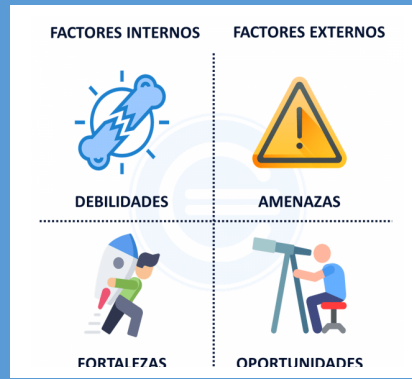 FACTORES INTERNOS FACTORES EXTERNOS
DEBILIDADES AMENAZAS
FORTALEZAS OPORTUNIDADES